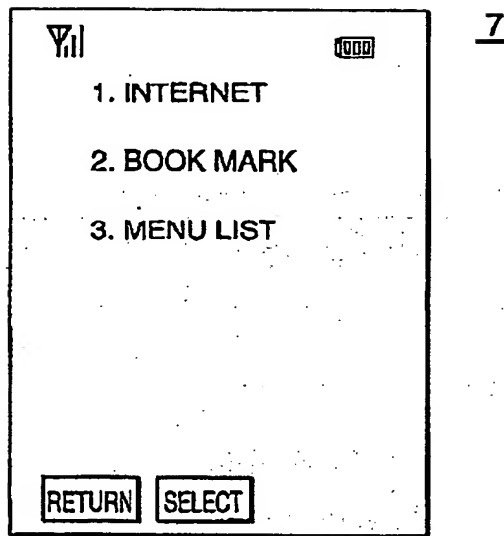 7
1. INTERNET
2. BOOK MARK
3. MENU LIST
RETURN SELECT